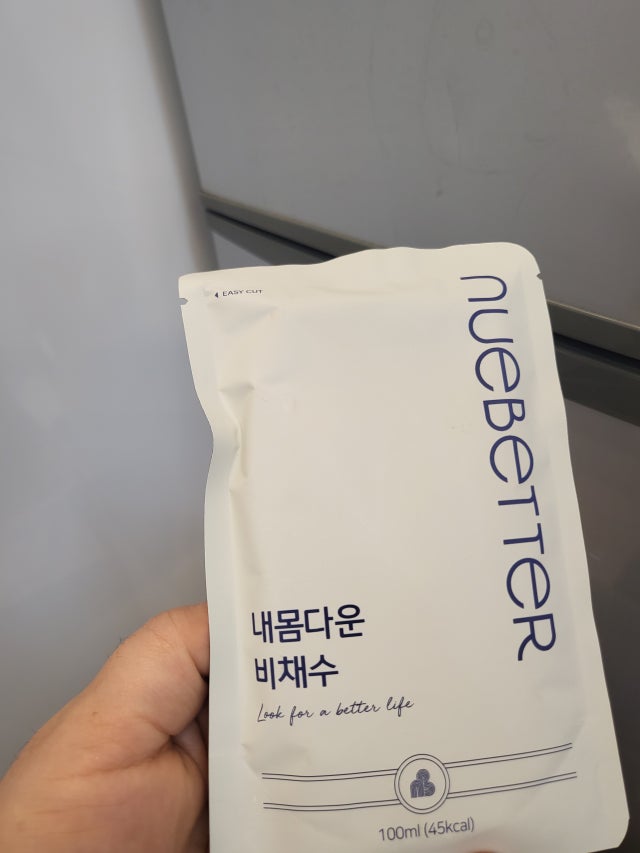 ◀ EASY CUT
NUEBETTER
내몸다운
비채수
Look for a better life
100ml (45kcal)